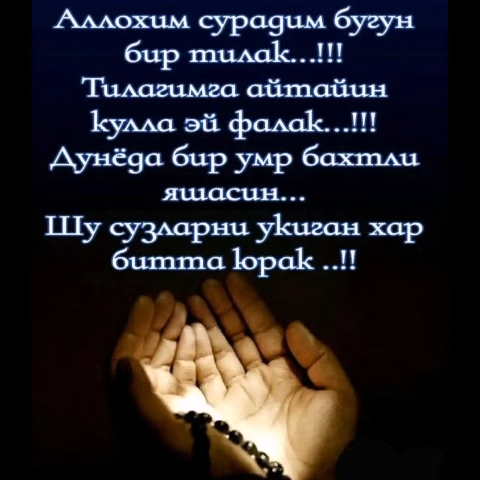 Аллохим сурадим бугун
бир тилак...!!!
Тилагимга айтайин
кулла эй фалак...!!!
Дунёда бир умр бахтли
яшасин...
Шу сузларни укиган хар
битта юрак ..!!